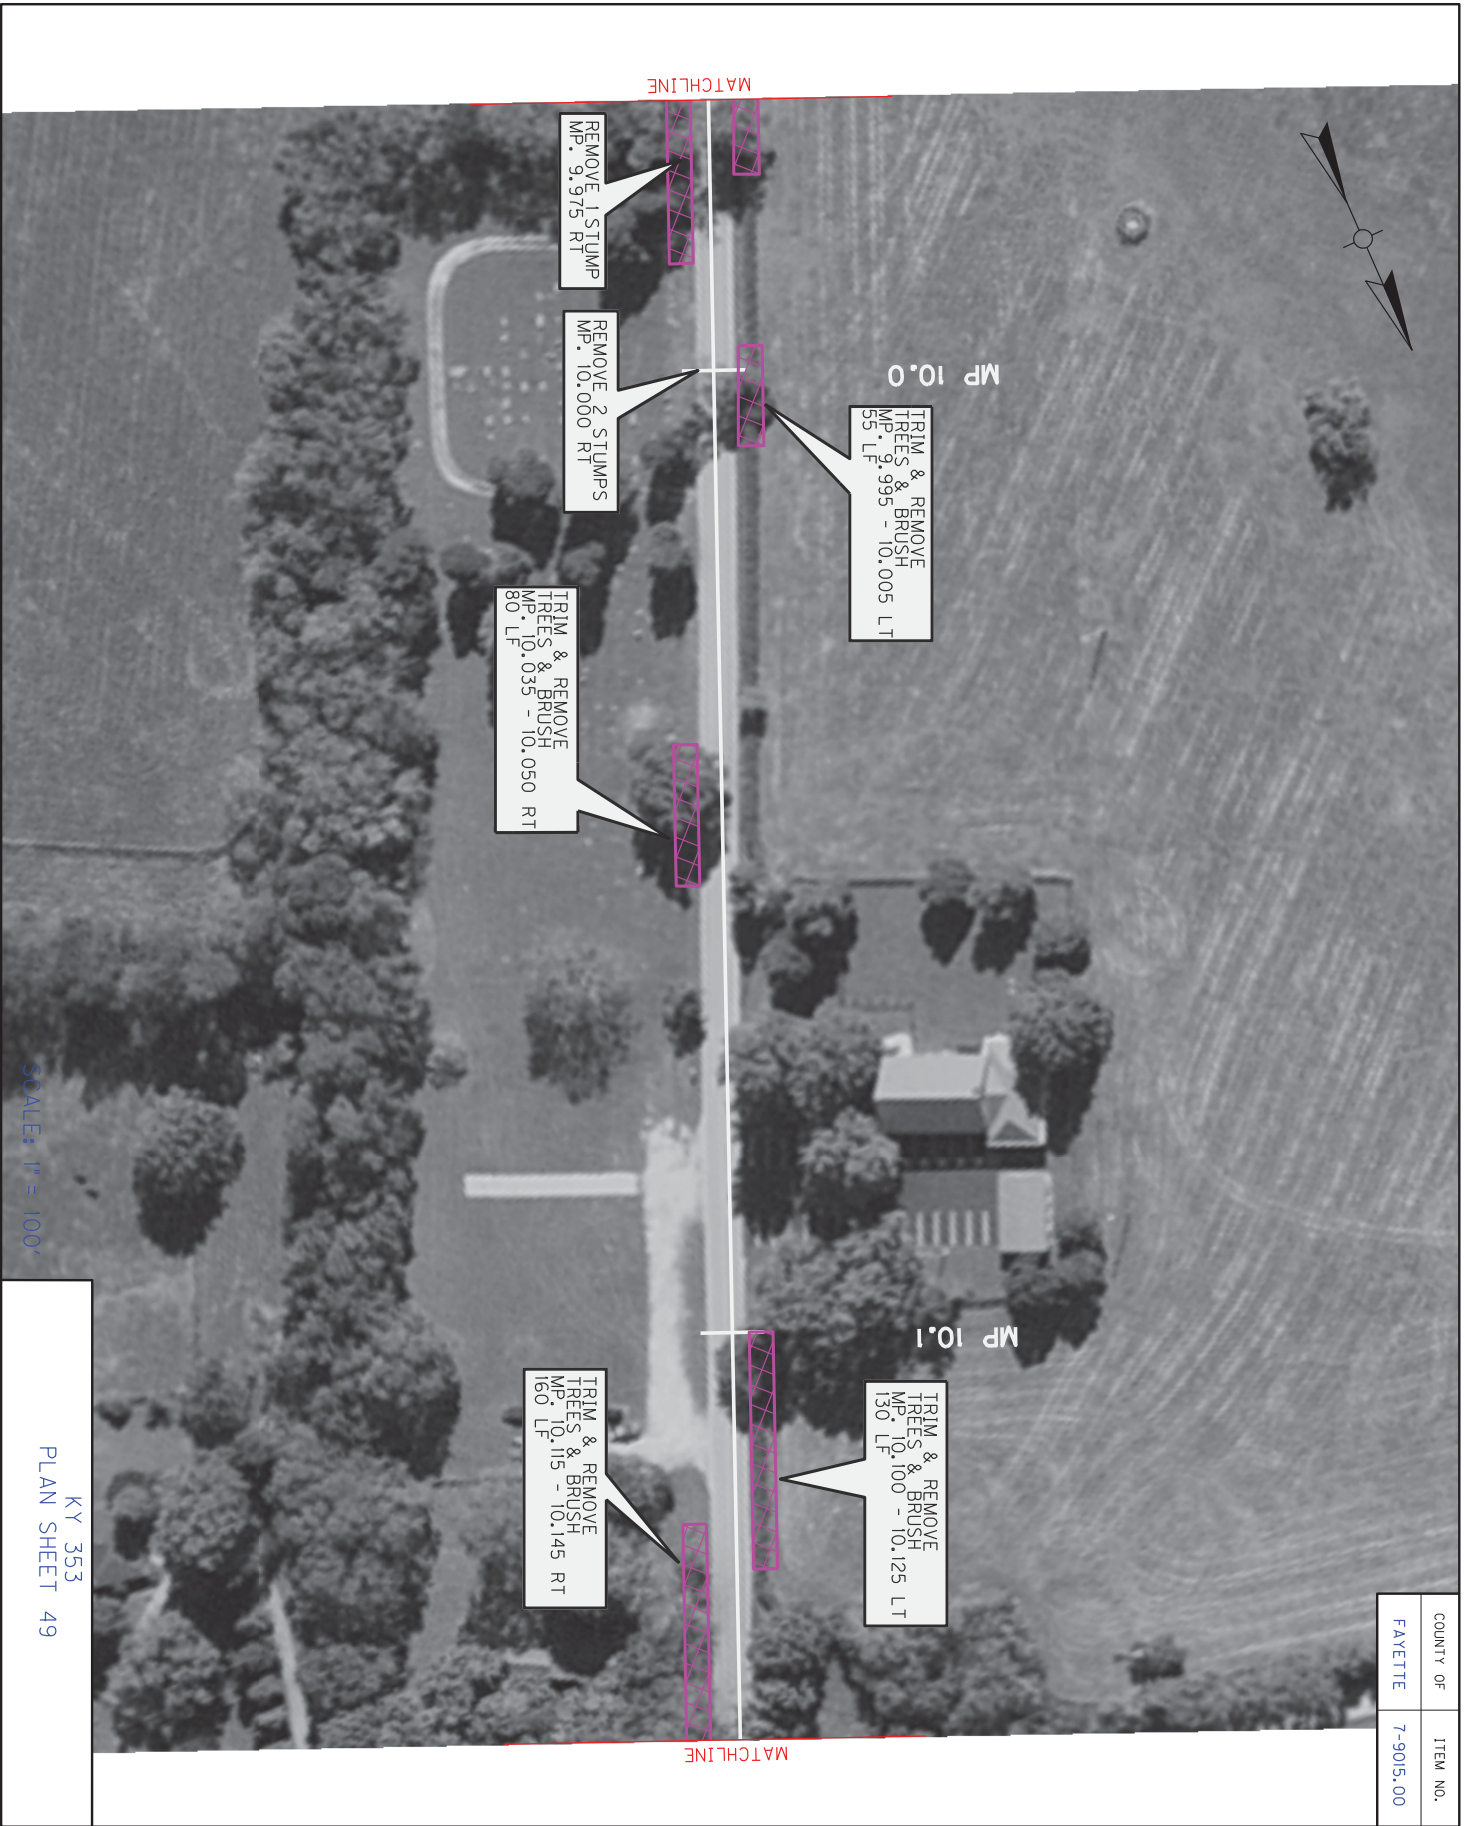 COUNTY OF
ITEM NO.
FAYETTE
7-9015.00
MATCHLINE
MP 10.0
TRIM & REMOVE
TREES & BRUSH
MP. 9.995 - 10.005 LT
55 LF
MP 10.1
TRIM & REMOVE
TREES & BRUSH
MP. 10.100 - 10.125 LT
130 LF
REMOVE 1 STUMP
MP. 9.975 RT
REMOVE 2 STUMPS
MP. 10.000 RT
TRIM & REMOVE
TREES & BRUSH
MP. 10.035 - 10.050 RT
80 LF
TRIM & REMOVE
TREES & BRUSH
MP. 10.115 - 10.145 RT
160 LF
MATCHLINE
SCALE: 1" = 100'
KY 353
PLAN SHEET 49